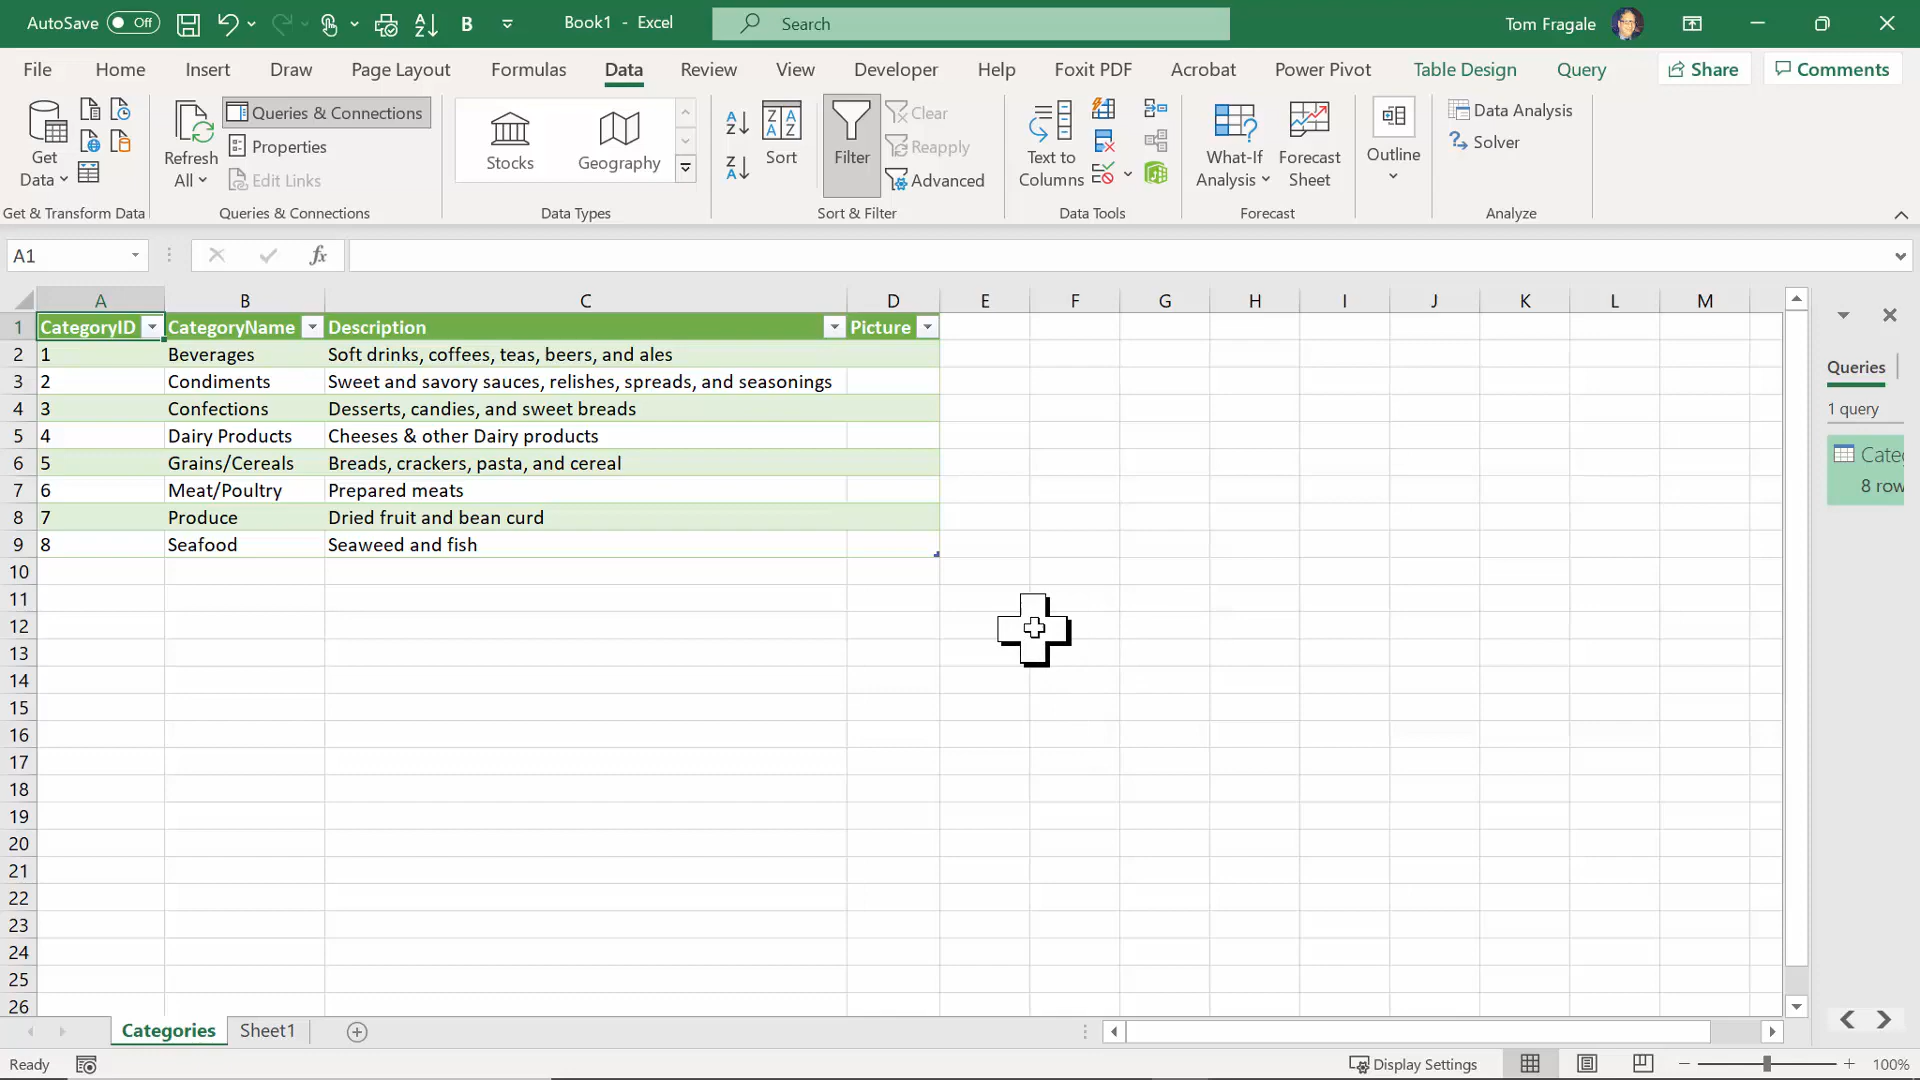 AutoSave Off
Book1 - Excel
Search
Tom Fragale
File Home Insert Draw Page Layout Formulas Data Review View Developer Help Foxit PDF Acrobat Power Pivot Table Design Query Share Comments
Get Data
Refresh All
Queries & Connections
Properties
Edit Links
Stocks
Geography
Sort
Filter
Clear
Reapply
Advanced
Text to Columns
What-If Analysis
Forecast Sheet
Outline
Data Analysis
Solver
Get & Transform Data
Queries & Connections
Data Types
Sort & Filter
Data Tools
Forecast
Analyze
A1
fx
A B C D E F G H I J K L M
1 CategoryID CategoryName Description Picture
2 1 Beverages Soft drinks, coffees, teas, beers, and ales
3 2 Condiments Sweet and savory sauces, relishes, spreads, and seasonings
4 3 Confections Desserts, candies, and sweet breads
5 4 Dairy Products Cheeses & other Dairy products
6 5 Grains/Cereals Breads, crackers, pasta, and cereal
7 6 Meat/Poultry Prepared meats
8 7 Produce Dried fruit and bean curd
9 8 Seafood Seaweed and fish
10
11
12
13
14
15
16
17
18
19
20
21
22
23
24
25
26
Queries
1 query
Cate
8 row
Categories Sheet1
Ready
Display Settings
100%